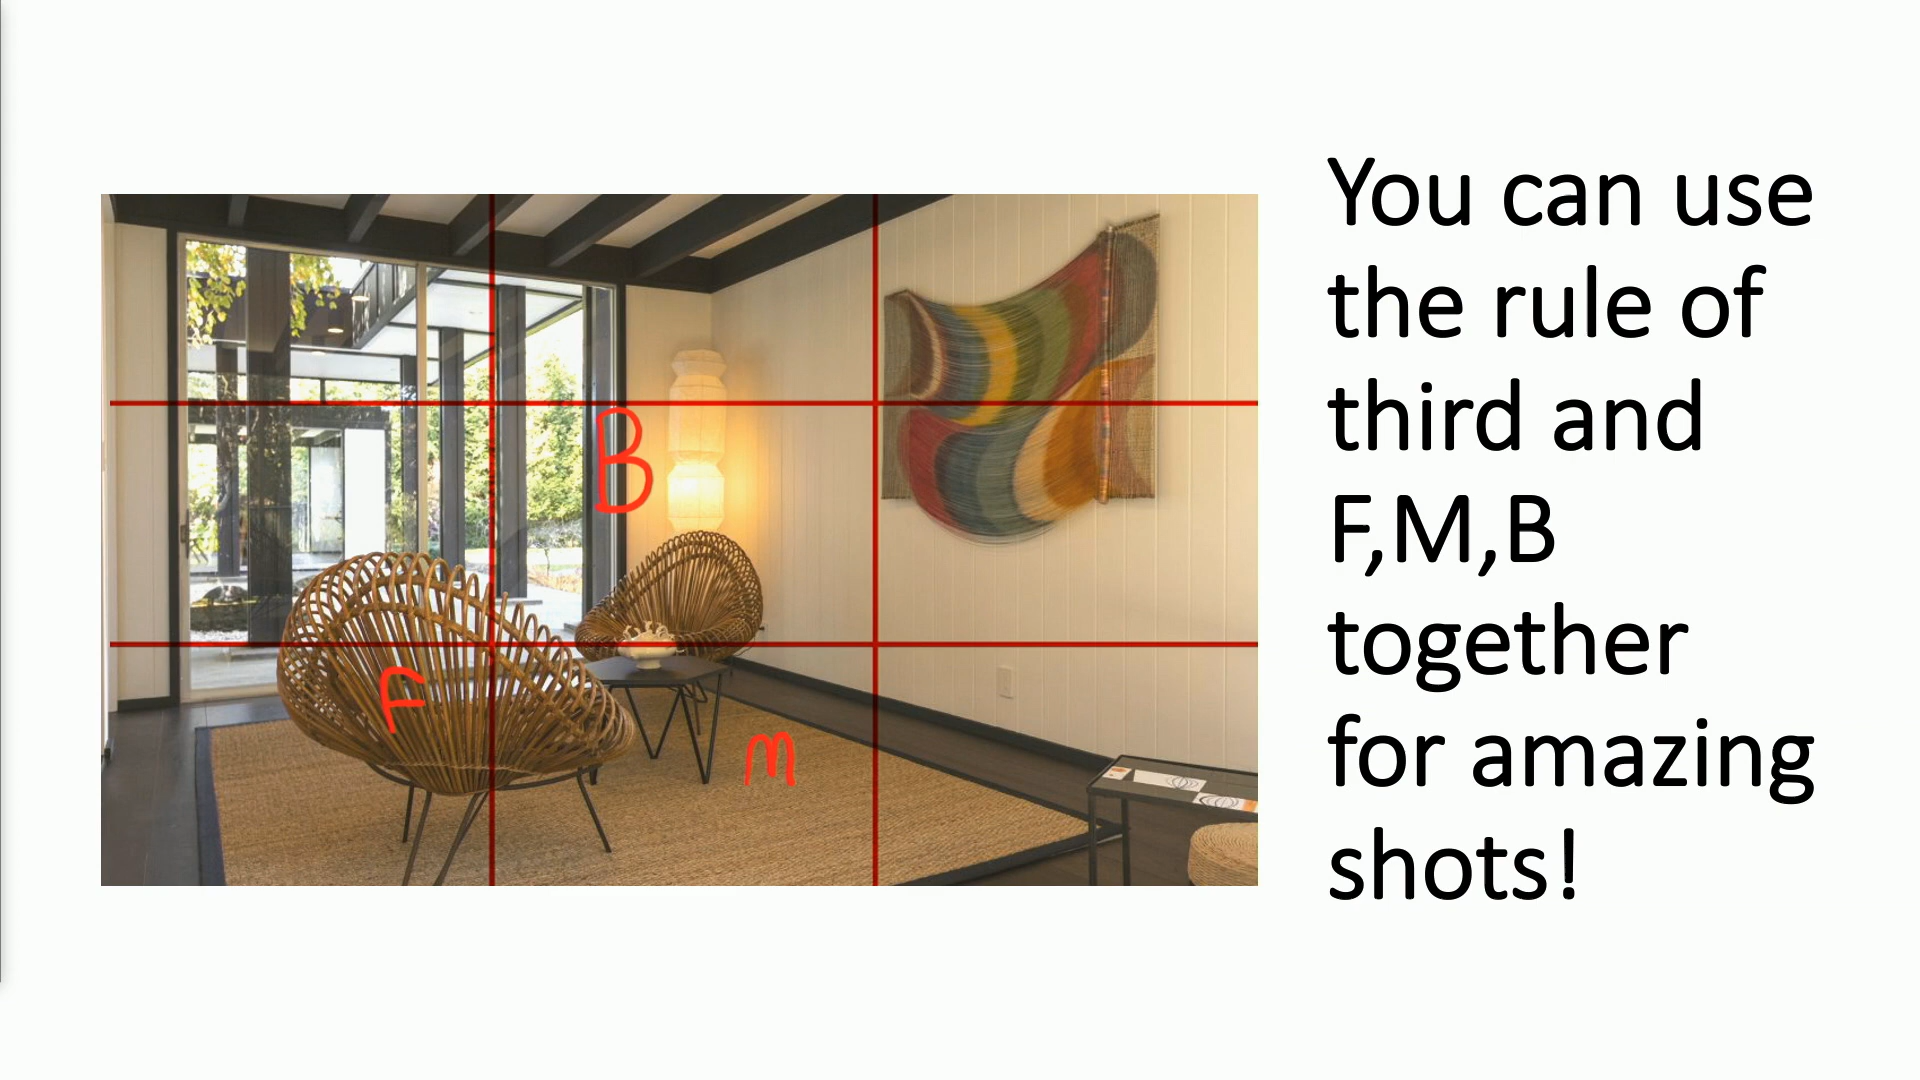 B
F
M
You can use
the rule of
third and
F,M,B
together
for amazing
shots!